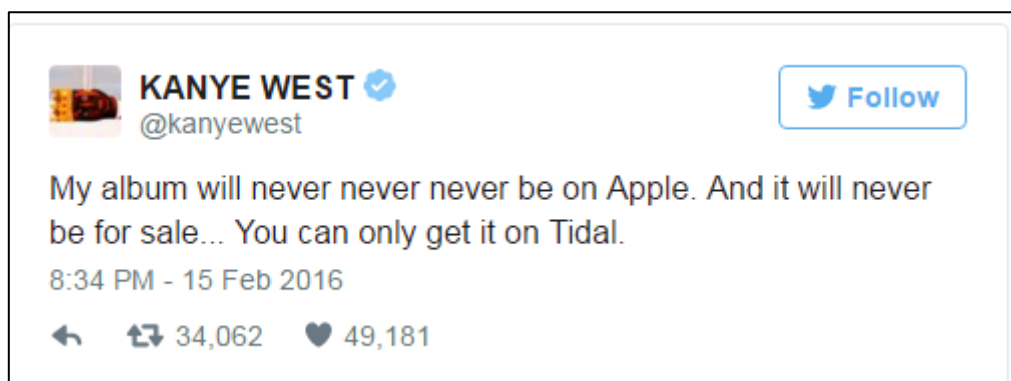 KANYE WEST
@kanyewest
Follow
My album will never never never be on Apple. And it will never
be for sale... You can only get it on Tidal.
8:34 PM - 15 Feb 2016
34,062 49,181